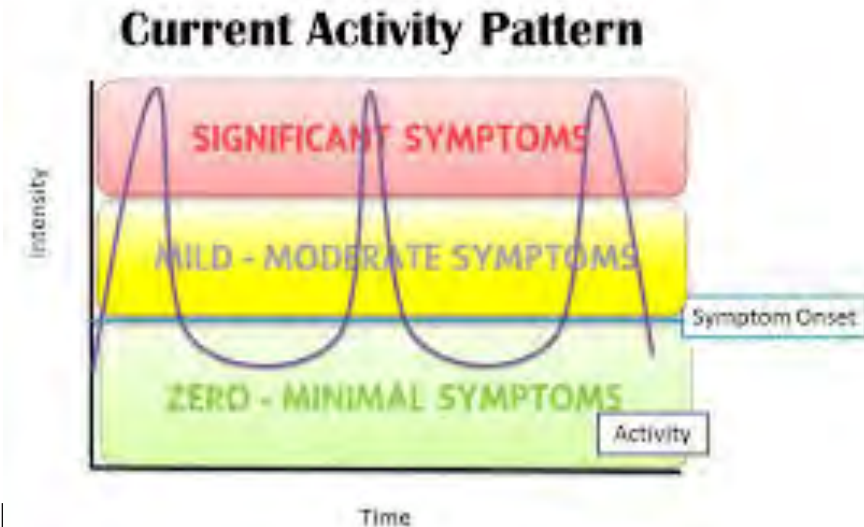 Current Activity Pattern
SIGNIFICANT SYMPTOMS
Intensity
MILD - MODERATE SYMPTOMS
Symptom Onset
ZERO - MINIMAL SYMPTOMS
Activity
Time